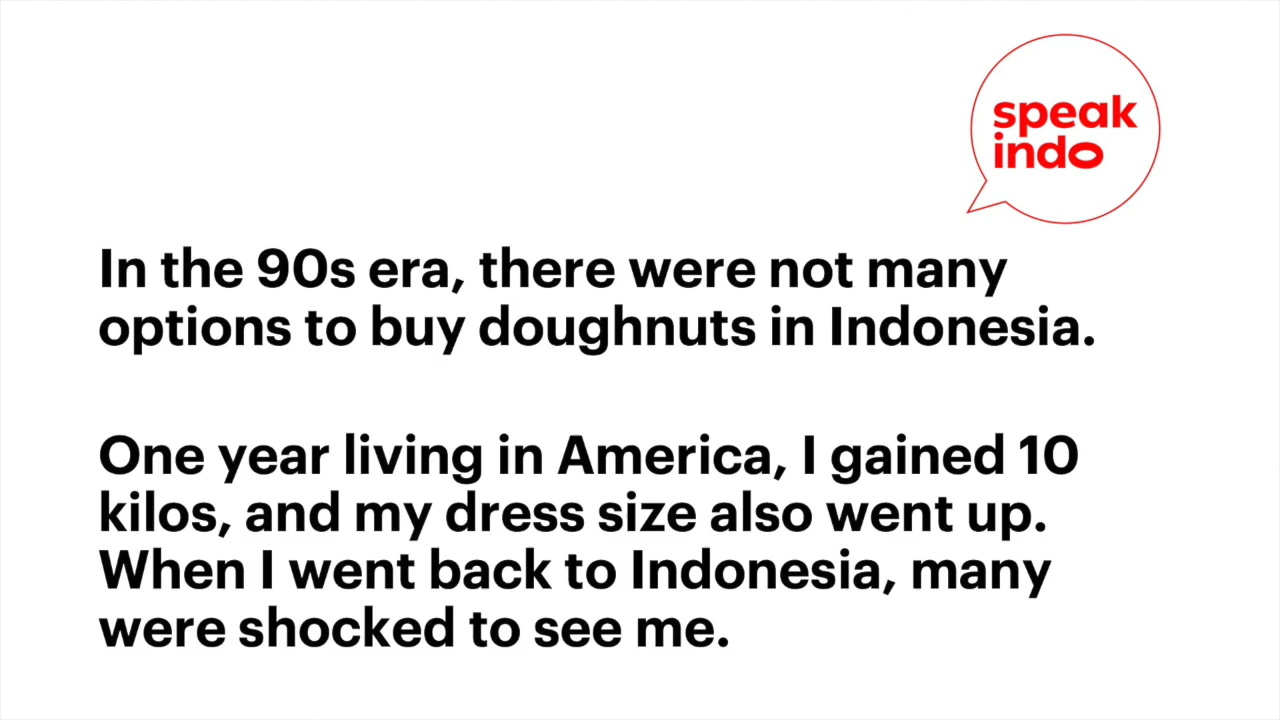 speak
indo
In the 90s era, there were not many
options to buy doughnuts in Indonesia.
One year living in America, I gained 10
kilos, and my dress size also went up.
When I went back to Indonesia, many
were shocked to see me.